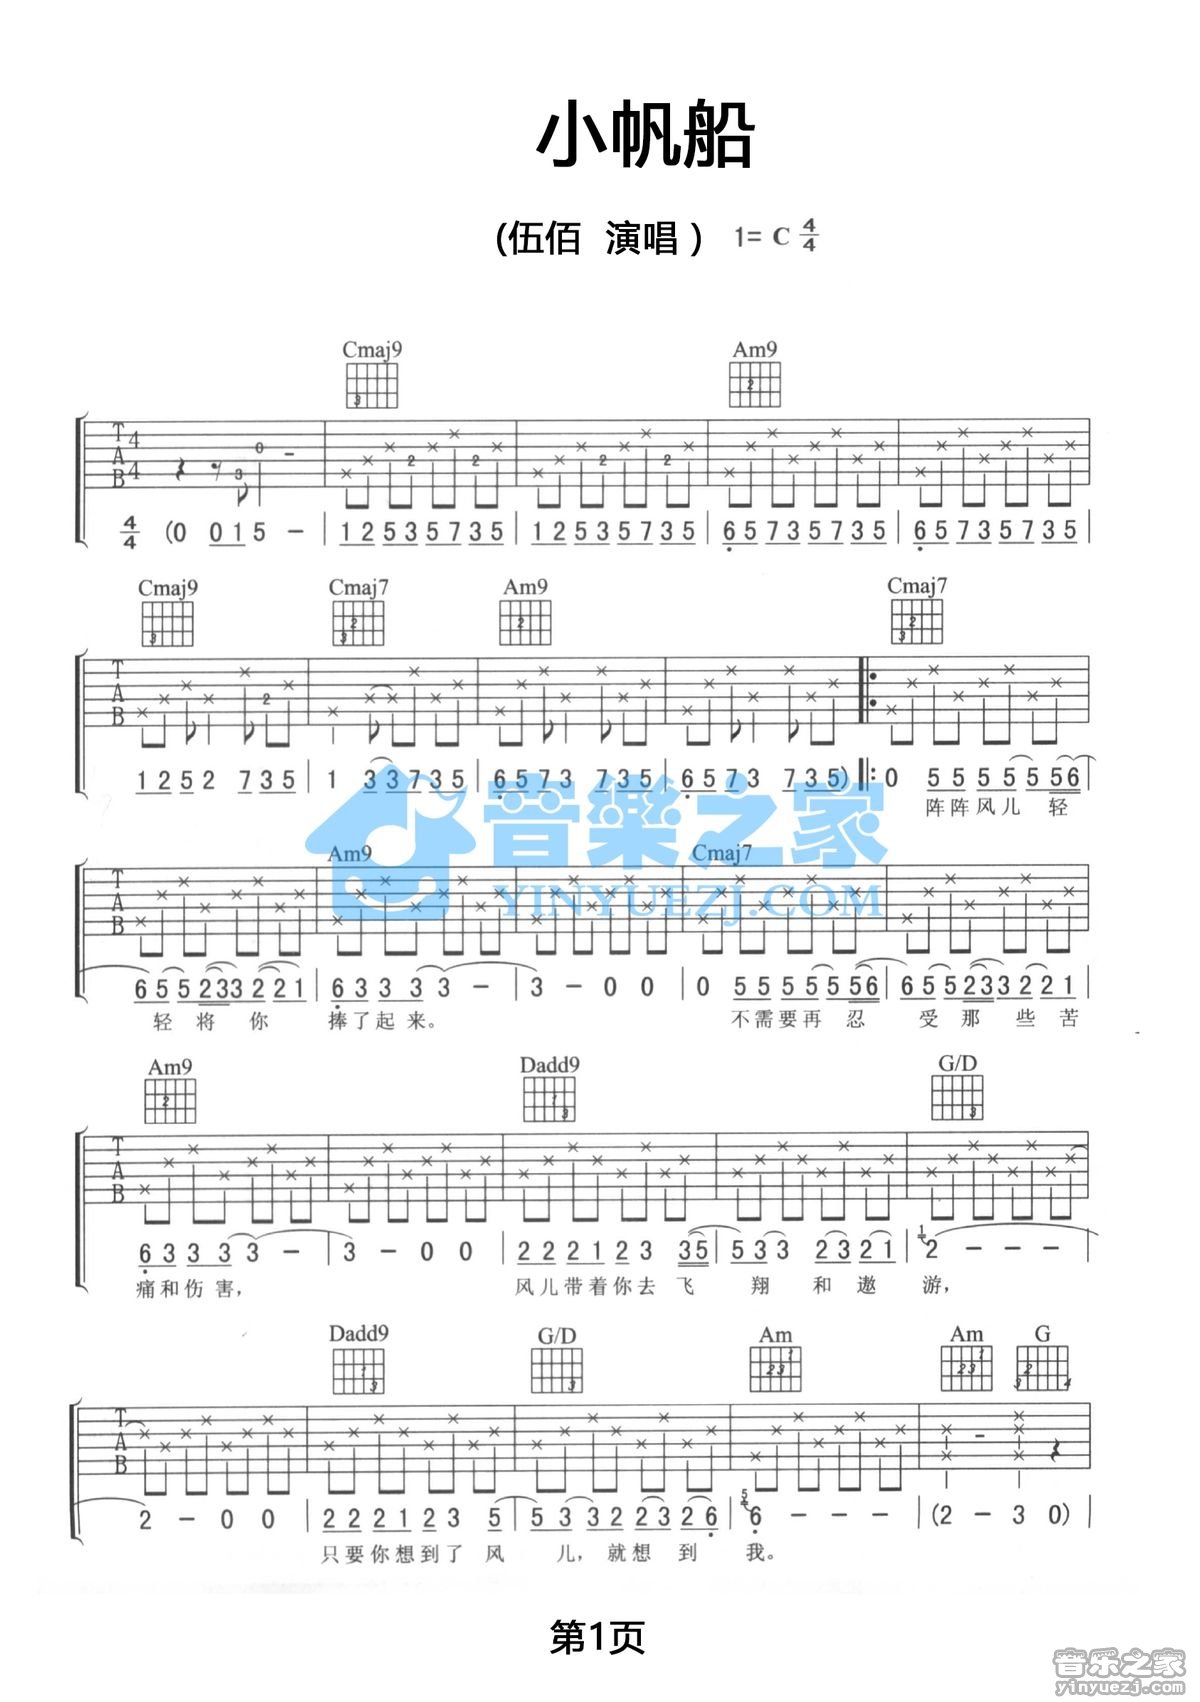 小帆船
(伍佰 演唱) 1= C 4/4
Cmaj9 Am9
T A B 4 4 3 0 2 2 2 2
4/4 (0 0 1 5 － | 1 2 5 3 5 7 3 5 | 1 2 5 3 5 7 3 5 | 6 5 7 3 5 7 3 5 | 6 5 7 3 5 7 3 5 |
Cmaj9 Cmaj7 Am9 Cmaj7
T A B 2
1 2 5 2 7 3 5 | 1 3 3 7 3 5 | 6 5 7 3 7 3 5 | 6 5 7 3 7 3 5) ‖: 0 5 5 5 5 5 5 6
阵阵风儿 轻
音樂之家
YINYUEZJ.COM
Am9 Cmaj7
T A B
6 5 5 2 3 3 2 2 1 | 6 3 3 3 3 － | 3 － 0 0 | 0 5 5 5 5 5 5 6 | 6 5 5 2 3 3 2 2 1
轻 将 你 捧了起来。 不需要再 忍 受那 些 苦
Am9 Dadd9 G/D
T A B
6 3 3 3 3 － | 3 － 0 0 | 2 2 2 1 2 3 3 5 | 5 3 3 2 3 2 1 | 1 2 － － －
痛和伤害， 风儿带着你去飞 翔 和 遨 游，
Dadd9 G/D Am Am G
T A B
2 － 0 0 | 2 2 2 1 2 3 5 | 5 3 3 2 2 3 2 6 | 5 6 － － － | (2 － 3 0) |
只要你想到了 风 儿，就想 到 我。
第1页
音乐之家
yinyuezj.com